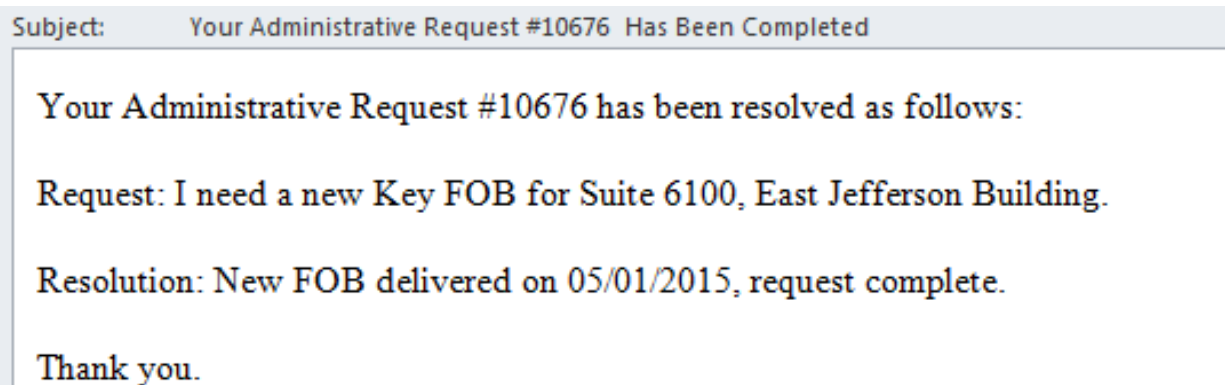 Subject: Your Administrative Request #10676 Has Been Completed
Your Administrative Request #10676 has been resolved as follows:
Request: I need a new Key FOB for Suite 6100, East Jefferson Building.
Resolution: New FOB delivered on 05/01/2015, request complete.
Thank you.